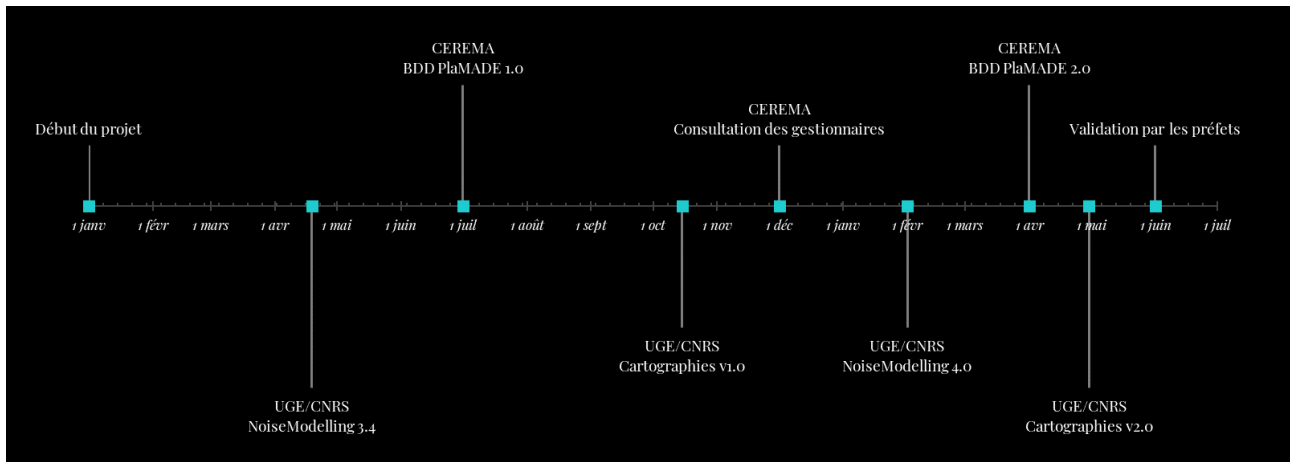 CEREMA
BDD PlaMADE 1.0
CEREMA
BDD PlaMADE 2.0
CEREMA
Consultation des gestionnaires
Début du projet
Validation par les préfets
1 janv
1 févr
1 mars
1 avr
1 mai
1 juin
1 juil
1 août
1 sept
1 oct
1 nov
1 déc
1 janv
1 févr
1 mars
1 avr
1 mai
1 juin
1 juil
UGE/CNRS
Cartographies v1.0
UGE/CNRS
NoiseModelling 4.0
UGE/CNRS
NoiseModelling 3.4
UGE/CNRS
Cartographies v2.0